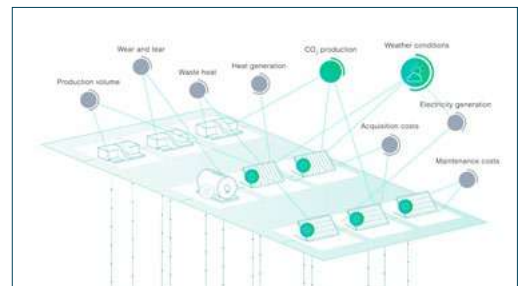 Wear and tear
CO₂ production
Weather conditions
Production volume
Waste heat
Heat generation
Electricity generation
Acquisition costs
Maintenance costs